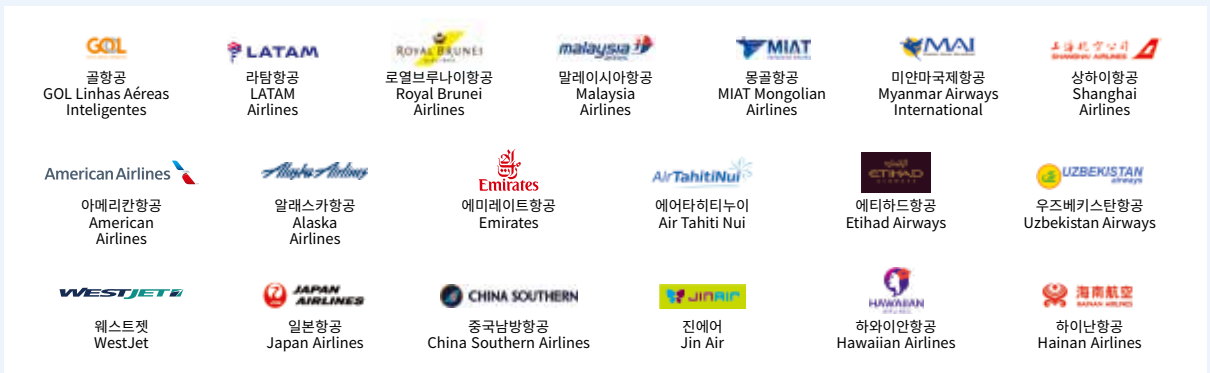 GOL
LATAM
ROYAL BRUNEI
malaysia
airlines
MIAT
MAI
上海航空公司
SHANGHAI AIRLINES
골항공
라탐항공
로열브루나이항공
말레이시아항공
몽골항공
미얀마국제항공
상하이항공
GOL Linhas Aéreas
LATAM
Royal Brunei
Malaysia
MIAT Mongolian
Myanmar Airways
Shanghai
Inteligentes
Airlines
Airlines
Airlines
Airlines
International
Airlines
American Airlines
Alaska Airlines
Emirates
AirTahitiNui
ETIHAD
AIRWAYS
UZBEKISTAN
airways
아메리칸항공
알래스카항공
에미레이트항공
에어타히티누이
에티하드항공
우즈베키스탄항공
American
Alaska
Emirates
Air Tahiti Nui
Etihad Airways
Uzbekistan Airways
Airlines
Airlines
WESTJET
JAPAN
AIRLINES
CHINA SOUTHERN
JINAIR
HAWAIIAN
AIRLINES
海南航空
HAINAN AIRLINES
웨스트젯
일본항공
중국남방항공
진에어
하와이안항공
하이난항공
WestJet
Japan Airlines
China Southern Airlines
Jin Air
Hawaiian Airlines
Hainan Airlines